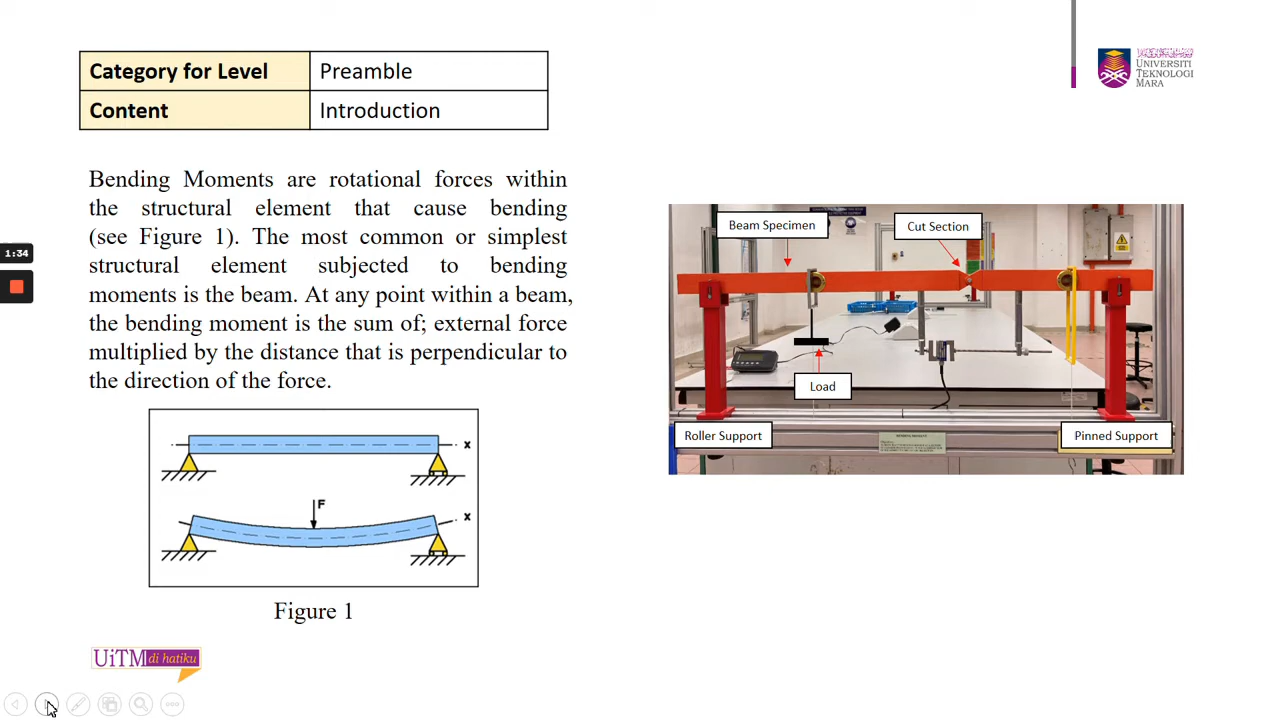 Category for Level
Preamble
Content
Introduction
UNIVERSITI
TEKNOLOGI
MARA
Bending Moments are rotational forces within
the structural element that cause bending
(see Figure 1). The most common or simplest
structural element subjected to bending
moments is the beam. At any point within a beam,
the bending moment is the sum of; external force
multiplied by the distance that is perpendicular to
the direction of the force.
1:34
Beam Specimen
Cut Section
Load
Roller Support
Pinned Support
x
F
x
Figure 1
UiTM di hatiku